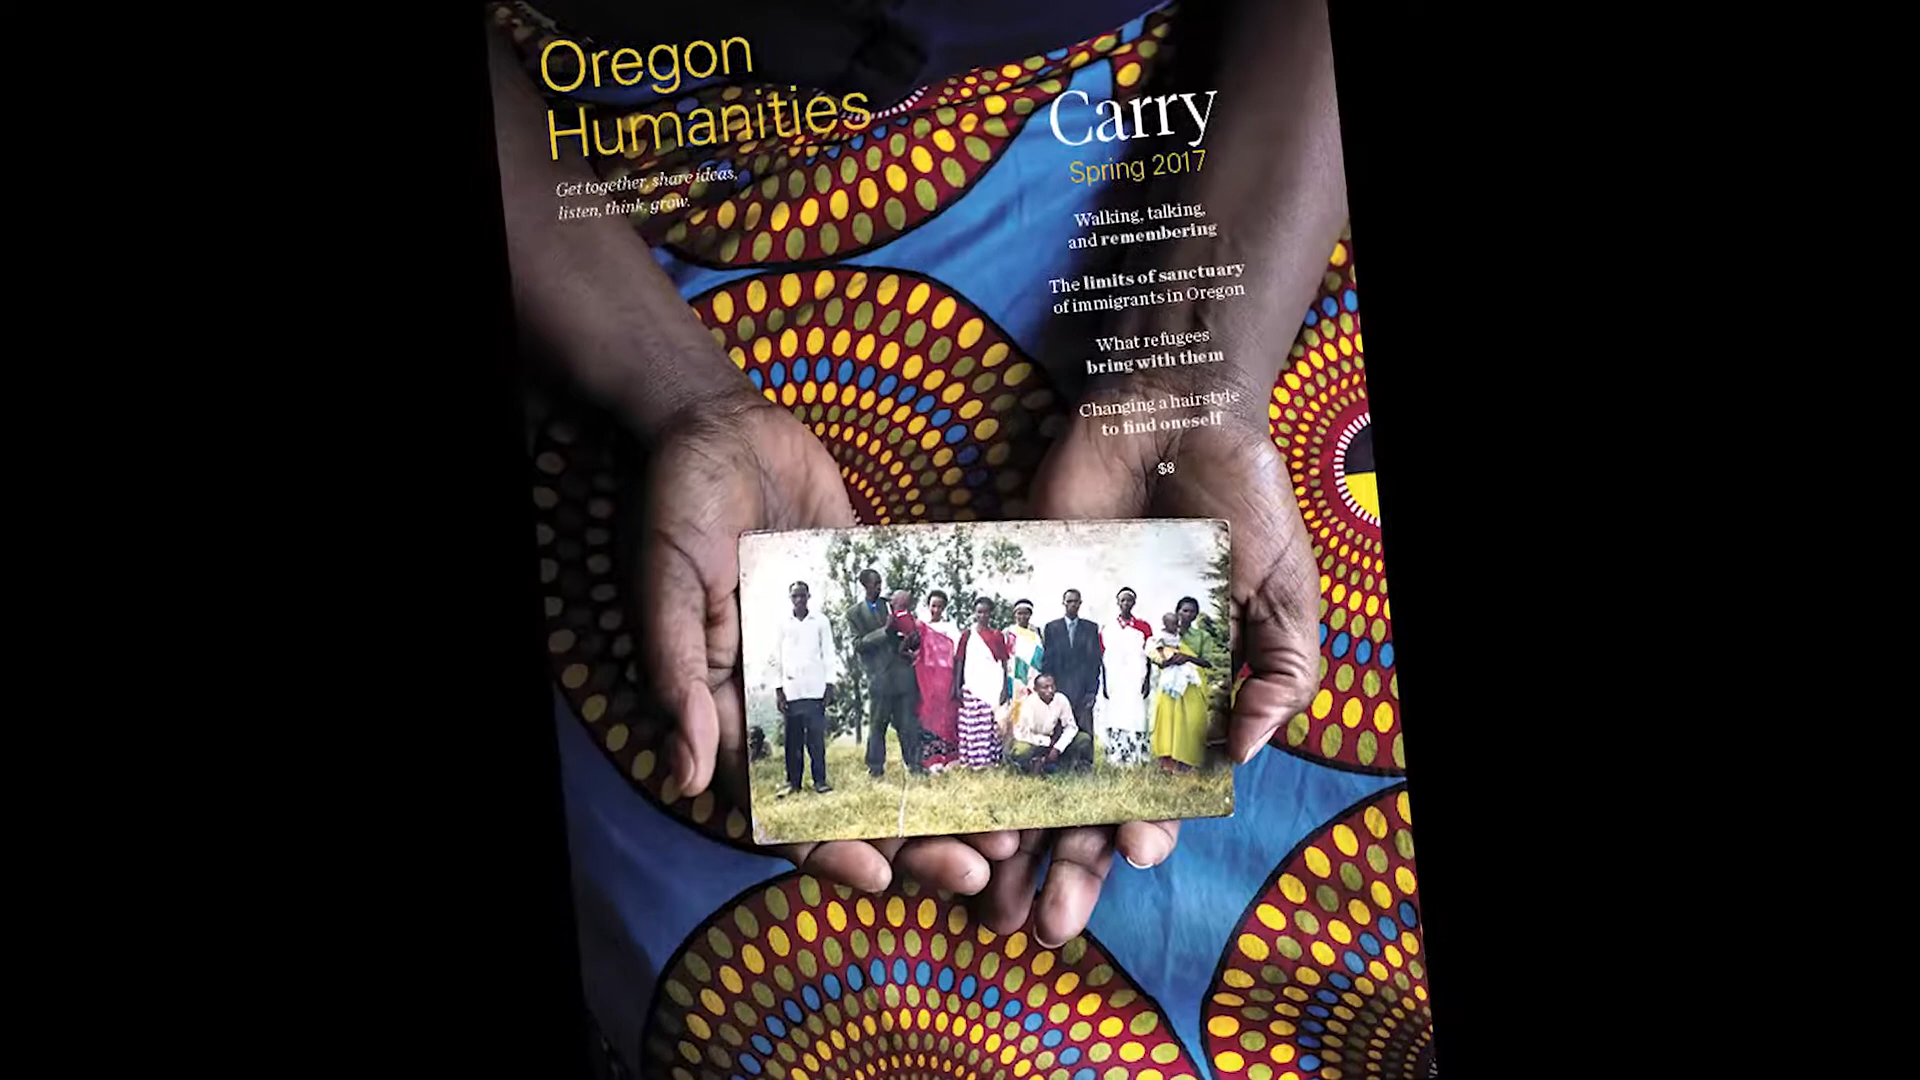 Oregon
Humanities
Get together, share ideas,
listen, think, grow.
Carry
Spring 2017
Walking, talking,
and remembering
The limits of sanctuary
of immigrants in Oregon
What refugees
bring with them
Changing a hairstyle
to find oneself
$8